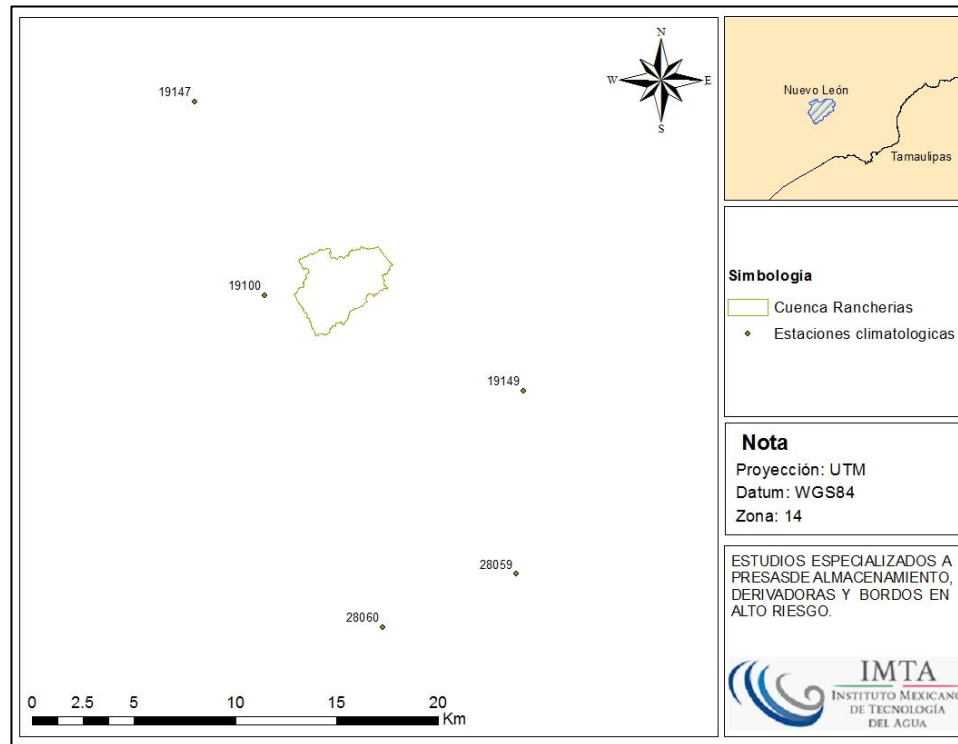 19147
19100
19149
28059
28060
N
W E
S
0 2.5 5 10 15 20
Km
Nuevo León
Tamaulipas
Simbología
Cuenca Rancherias
Estaciones climatologicas
Nota
Proyección: UTM
Datum: WGS84
Zona: 14
ESTUDIOS ESPECIALIZADOS A
PRESASDE ALMACENAMIENTO,
DERIVADORAS Y BORDOS EN
ALTO RIESGO.
IMTA
INSTITUTO MEXICANO
DE TECNOLOGÍA
DEL AGUA